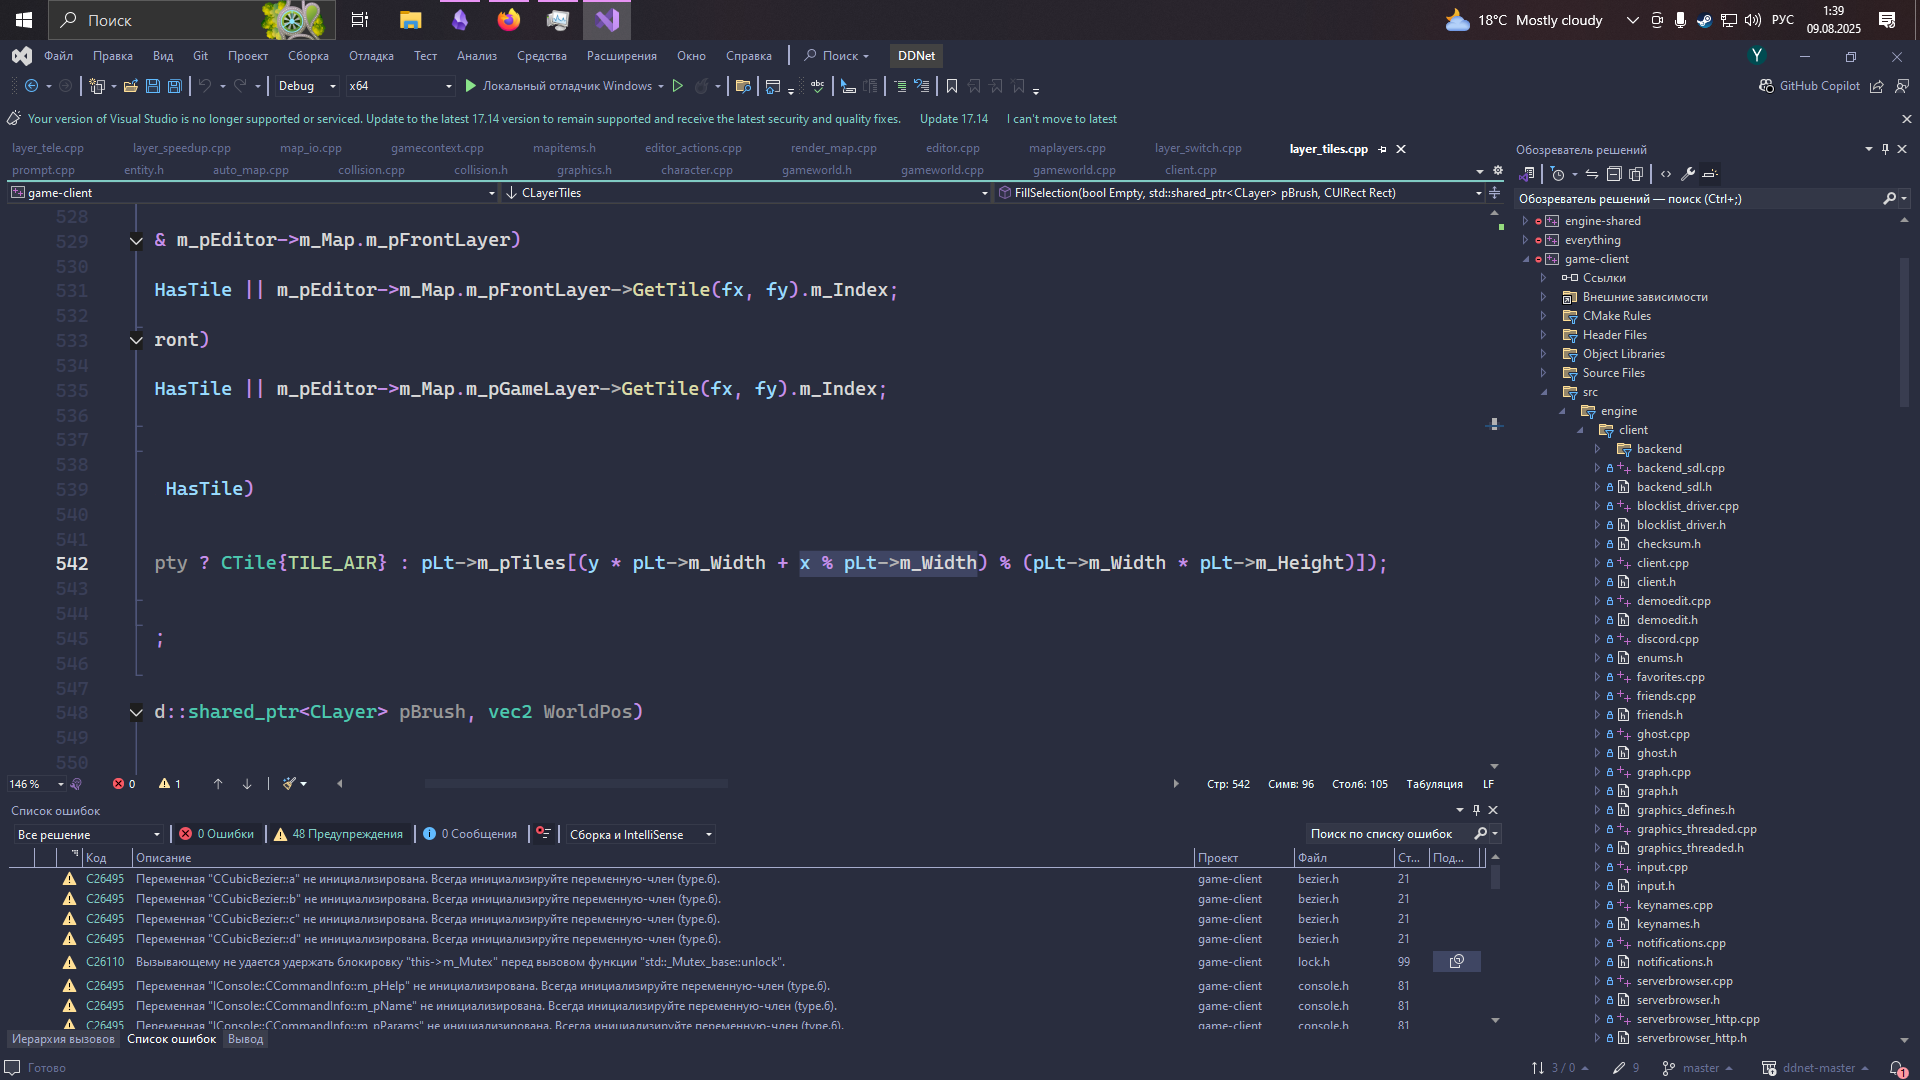 Поиск
18°C Mostly cloudy
РУС
1:39
09.08.2025
Файл Правка Вид Git Проект Сборка Отладка Тест Анализ Средства Расширения Окно Справка Поиск DDNet
Y
Debug x64 Локальный отладчик Windows
GitHub Copilot
Your version of Visual Studio is no longer supported or serviced. Update to the latest 17.14 version to remain supported and receive the latest security and quality fixes. Update 17.14 I can't move to latest
layer_tele.cpp layer_speedup.cpp map_io.cpp gamecontext.cpp mapitems.h editor_actions.cpp render_map.cpp editor.cpp maplayers.cpp layer_switch.cpp layer_tiles.cpp
prompt.cpp entity.h auto_map.cpp collision.cpp collision.h graphics.h character.cpp gameworld.h gameworld.cpp gameworld.cpp client.cpp
game-client CLayerTiles FillSelection(bool Empty, std::shared_ptr<CLayer> pBrush, CUIRect Rect)
528
529 & m_pEditor->m_Map.m_pFrontLayer)
530
531 HasTile || m_pEditor->m_Map.m_pFrontLayer->GetTile(fx, fy).m_Index;
532
533 ront)
534
535 HasTile || m_pEditor->m_Map.m_pGameLayer->GetTile(fx, fy).m_Index;
536
537
538
539 HasTile)
540
541
542 pty ? CTile{TILE_AIR} : pLt->m_pTiles[(y * pLt->m_Width + x % pLt->m_Width) % (pLt->m_Width * pLt->m_Height)]);
543
544
545 ;
546
547
548 d::shared_ptr<CLayer> pBrush, vec2 WorldPos)
549
550
146 % 0 1 Стр: 542 Симв: 96 Столб: 105 Табуляция LF
Список ошибок
Все решение 0 Ошибки 48 Предупреждения 0 Сообщения Сборка и IntelliSense Поиск по списку ошибок
Код Описание Проект Файл Ст... Под...
C26495 Переменная "CCubicBezier::a" не инициализирована. Всегда инициализируйте переменную-член (type.6). game-client bezier.h 21
C26495 Переменная "CCubicBezier::b" не инициализирована. Всегда инициализируйте переменную-член (type.6). game-client bezier.h 21
C26495 Переменная "CCubicBezier::c" не инициализирована. Всегда инициализируйте переменную-член (type.6). game-client bezier.h 21
C26495 Переменная "CCubicBezier::d" не инициализирована. Всегда инициализируйте переменную-член (type.6). game-client bezier.h 21
C26110 Вызывающему не удается удержать блокировку "this->m_Mutex" перед вызовом функции "std::_Mutex_base::unlock". game-client lock.h 99
C26495 Переменная "IConsole::CCommandInfo::m_pHelp" не инициализирована. Всегда инициализируйте переменную-член (type.6). game-client console.h 81
C26495 Переменная "IConsole::CCommandInfo::m_pName" не инициализирована. Всегда инициализируйте переменную-член (type.6). game-client console.h 81
C26495 Переменная "IConsole::CCommandInfo::m_pParams" не инициализирована. Всегда инициализируйте переменную-член (type.6). game-client console.h 81
Иерархия вызовов Список ошибок Вывод
Обозреватель решений
Обозреватель решений — поиск (Ctrl+;)
engine-shared
everything
game-client
Ссылки
Внешние зависимости
CMake Rules
Header Files
Object Libraries
Source Files
src
engine
client
backend
backend_sdl.cpp
backend_sdl.h
blocklist_driver.cpp
blocklist_driver.h
checksum.h
client.cpp
client.h
demoedit.cpp
demoedit.h
discord.cpp
enums.h
favorites.cpp
friends.cpp
friends.h
ghost.cpp
ghost.h
graph.cpp
graph.h
graphics_defines.h
graphics_threaded.cpp
graphics_threaded.h
input.cpp
input.h
keynames.cpp
keynames.h
notifications.cpp
notifications.h
serverbrowser.cpp
serverbrowser.h
serverbrowser_http.cpp
serverbrowser_http.h
Готово 3 / 0 9 master ddnet-master 1